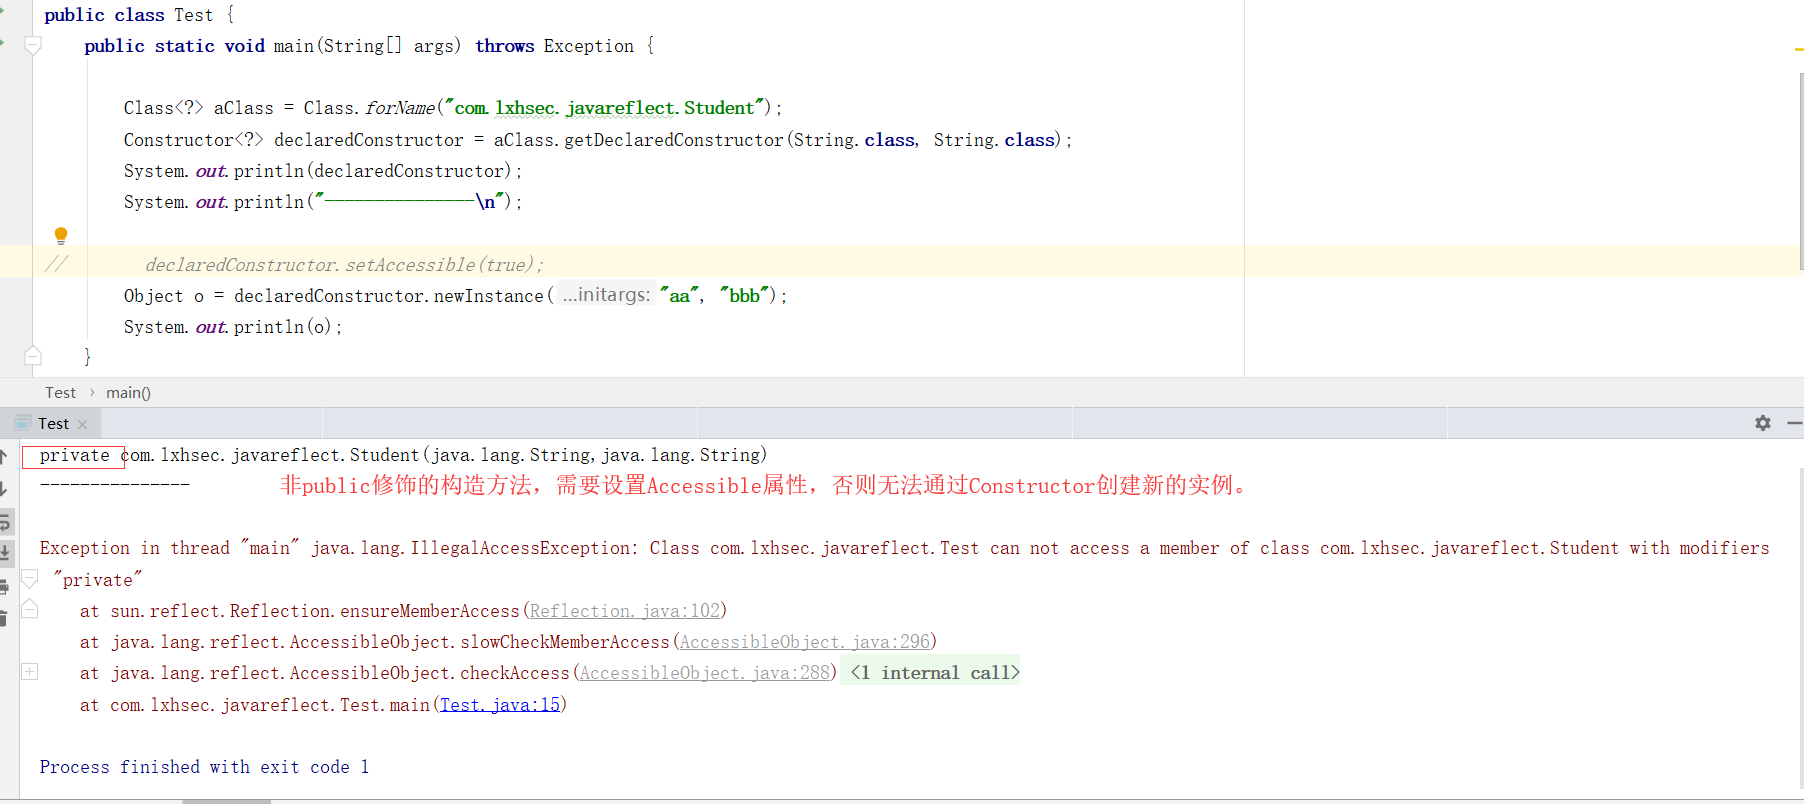 public class Test {
public static void main(String[] args) throws Exception {
Class<?> aClass = Class.forName("com.lxhsec.javareflect.Student");
Constructor<?> declaredConstructor = aClass.getDeclaredConstructor(String.class, String.class);
System.out.println(declaredConstructor);
System.out.println("---------------\n");
// declaredConstructor.setAccessible(true);
Object o = declaredConstructor.newInstance( ...initargs: "aa", "bbb");
System.out.println(o);
}
Test › main()
Test ×
private com.lxhsec.javareflect.Student(java.lang.String,java.lang.String)
---------------
非public修饰的构造方法，需要设置Accessible属性，否则无法通过Constructor创建新的实例。
Exception in thread "main" java.lang.IllegalAccessException: Class com.lxhsec.javareflect.Test can not access a member of class com.lxhsec.javareflect.Student with modifiers
"private"
at sun.reflect.Reflection.ensureMemberAccess(Reflection.java:102)
at java.lang.reflect.AccessibleObject.slowCheckMemberAccess(AccessibleObject.java:296)
at java.lang.reflect.AccessibleObject.checkAccess(AccessibleObject.java:288) <1 internal call>
at com.lxhsec.javareflect.Test.main(Test.java:15)
Process finished with exit code 1